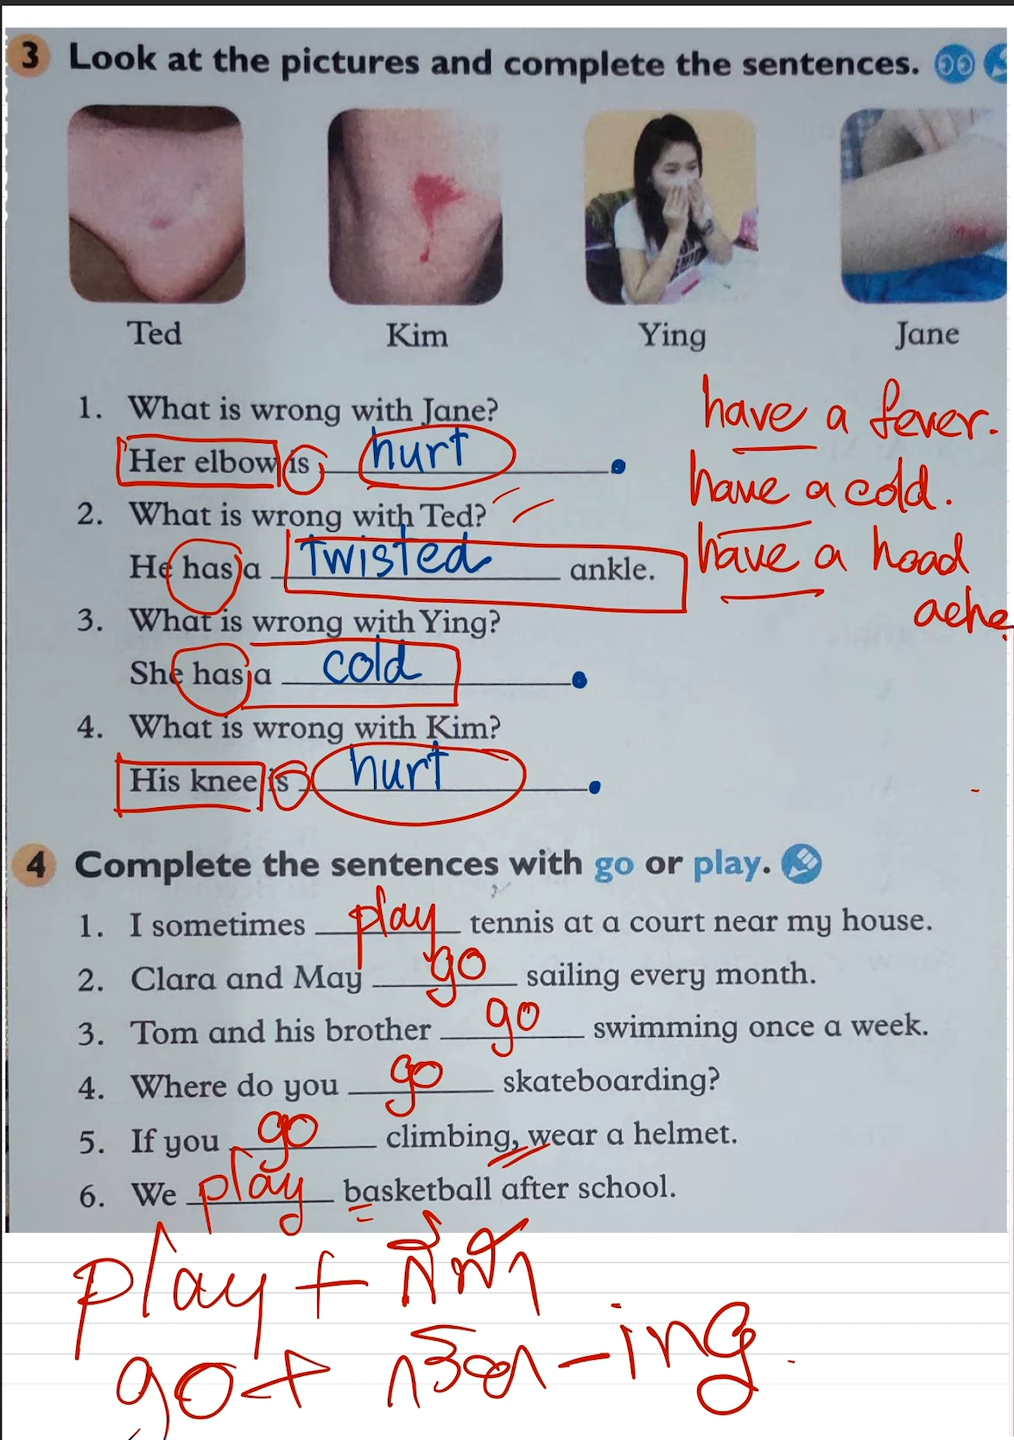 3 Look at the pictures and complete the sentences.
Ted Kim Ying Jane
1. What is wrong with Jane?
Her elbow is hurt.
2. What is wrong with Ted?
He has a Twisted ankle.
3. What is wrong with Ying?
She has a cold.
4. What is wrong with Kim?
His knee is hurt.
have a fever.
have a cold.
have a head
ache.
4 Complete the sentences with go or play.
1. I sometimes play tennis at a court near my house.
2. Clara and May go sailing every month.
3. Tom and his brother go swimming once a week.
4. Where do you go skateboarding?
5. If you go climbing, wear a helmet.
6. We play basketball after school.
play + กีฬา
go + กริยา -ing.